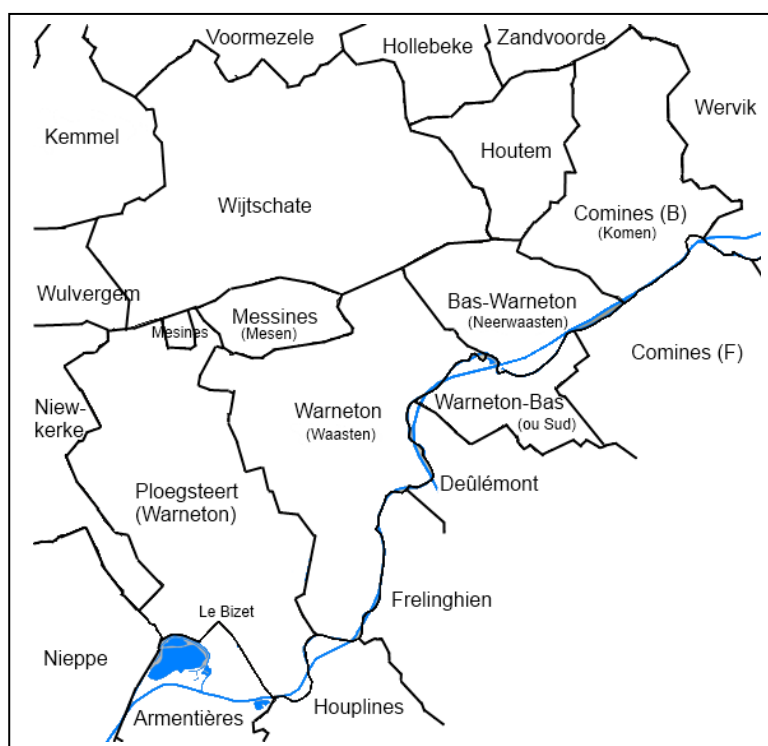 Voormezele
Hollebeke
Zandvoorde
Wervik
Kemmel
Houtem
Wijtschate
Comines (B)
(Komen)
Wulvergem
Mesines
Messines
(Mesen)
Bas-Warneton
(Neerwaasten)
Comines (F)
Niew-
kerke
Warneton
(Waasten)
Warneton-Bas
(ou Sud)
Ploegsteert
(Warneton)
Deûlémont
Le Bizet
Frelinghien
Nieppe
Armentières
Houplines